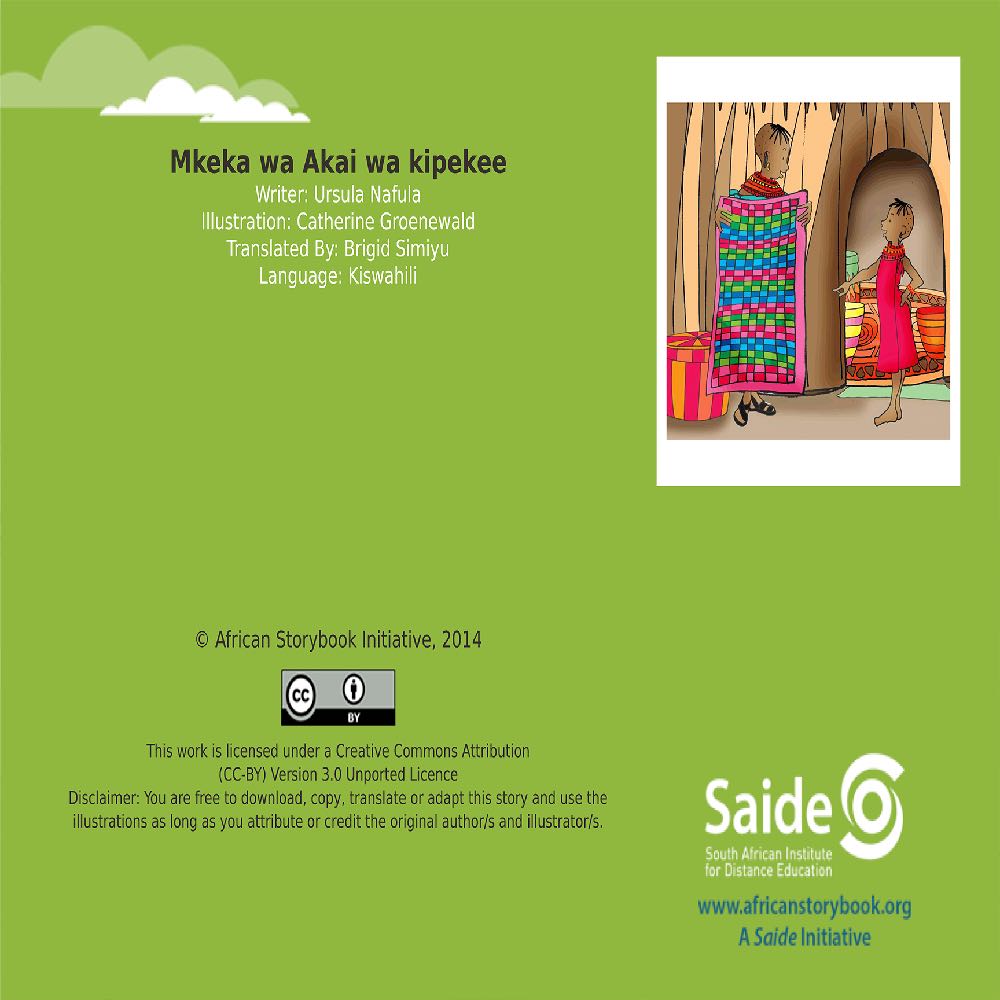 Mkeka wa Akai wa kipekee
Writer: Ursula Nafula
Illustration: Catherine Groenewald
Translated By: Brigid Simiyu
Language: Kiswahili
© African Storybook Initiative, 2014
cc
BY
This work is licensed under a Creative Commons Attribution
(CC-BY) Version 3.0 Unported Licence
Disclaimer: You are free to download, copy, translate or adapt this story and use the
illustrations as long as you attribute or credit the original author/s and illustrator/s.
Saide
South African Institute
for Distance Education
www.africanstorybook.org
A Saide Initiative